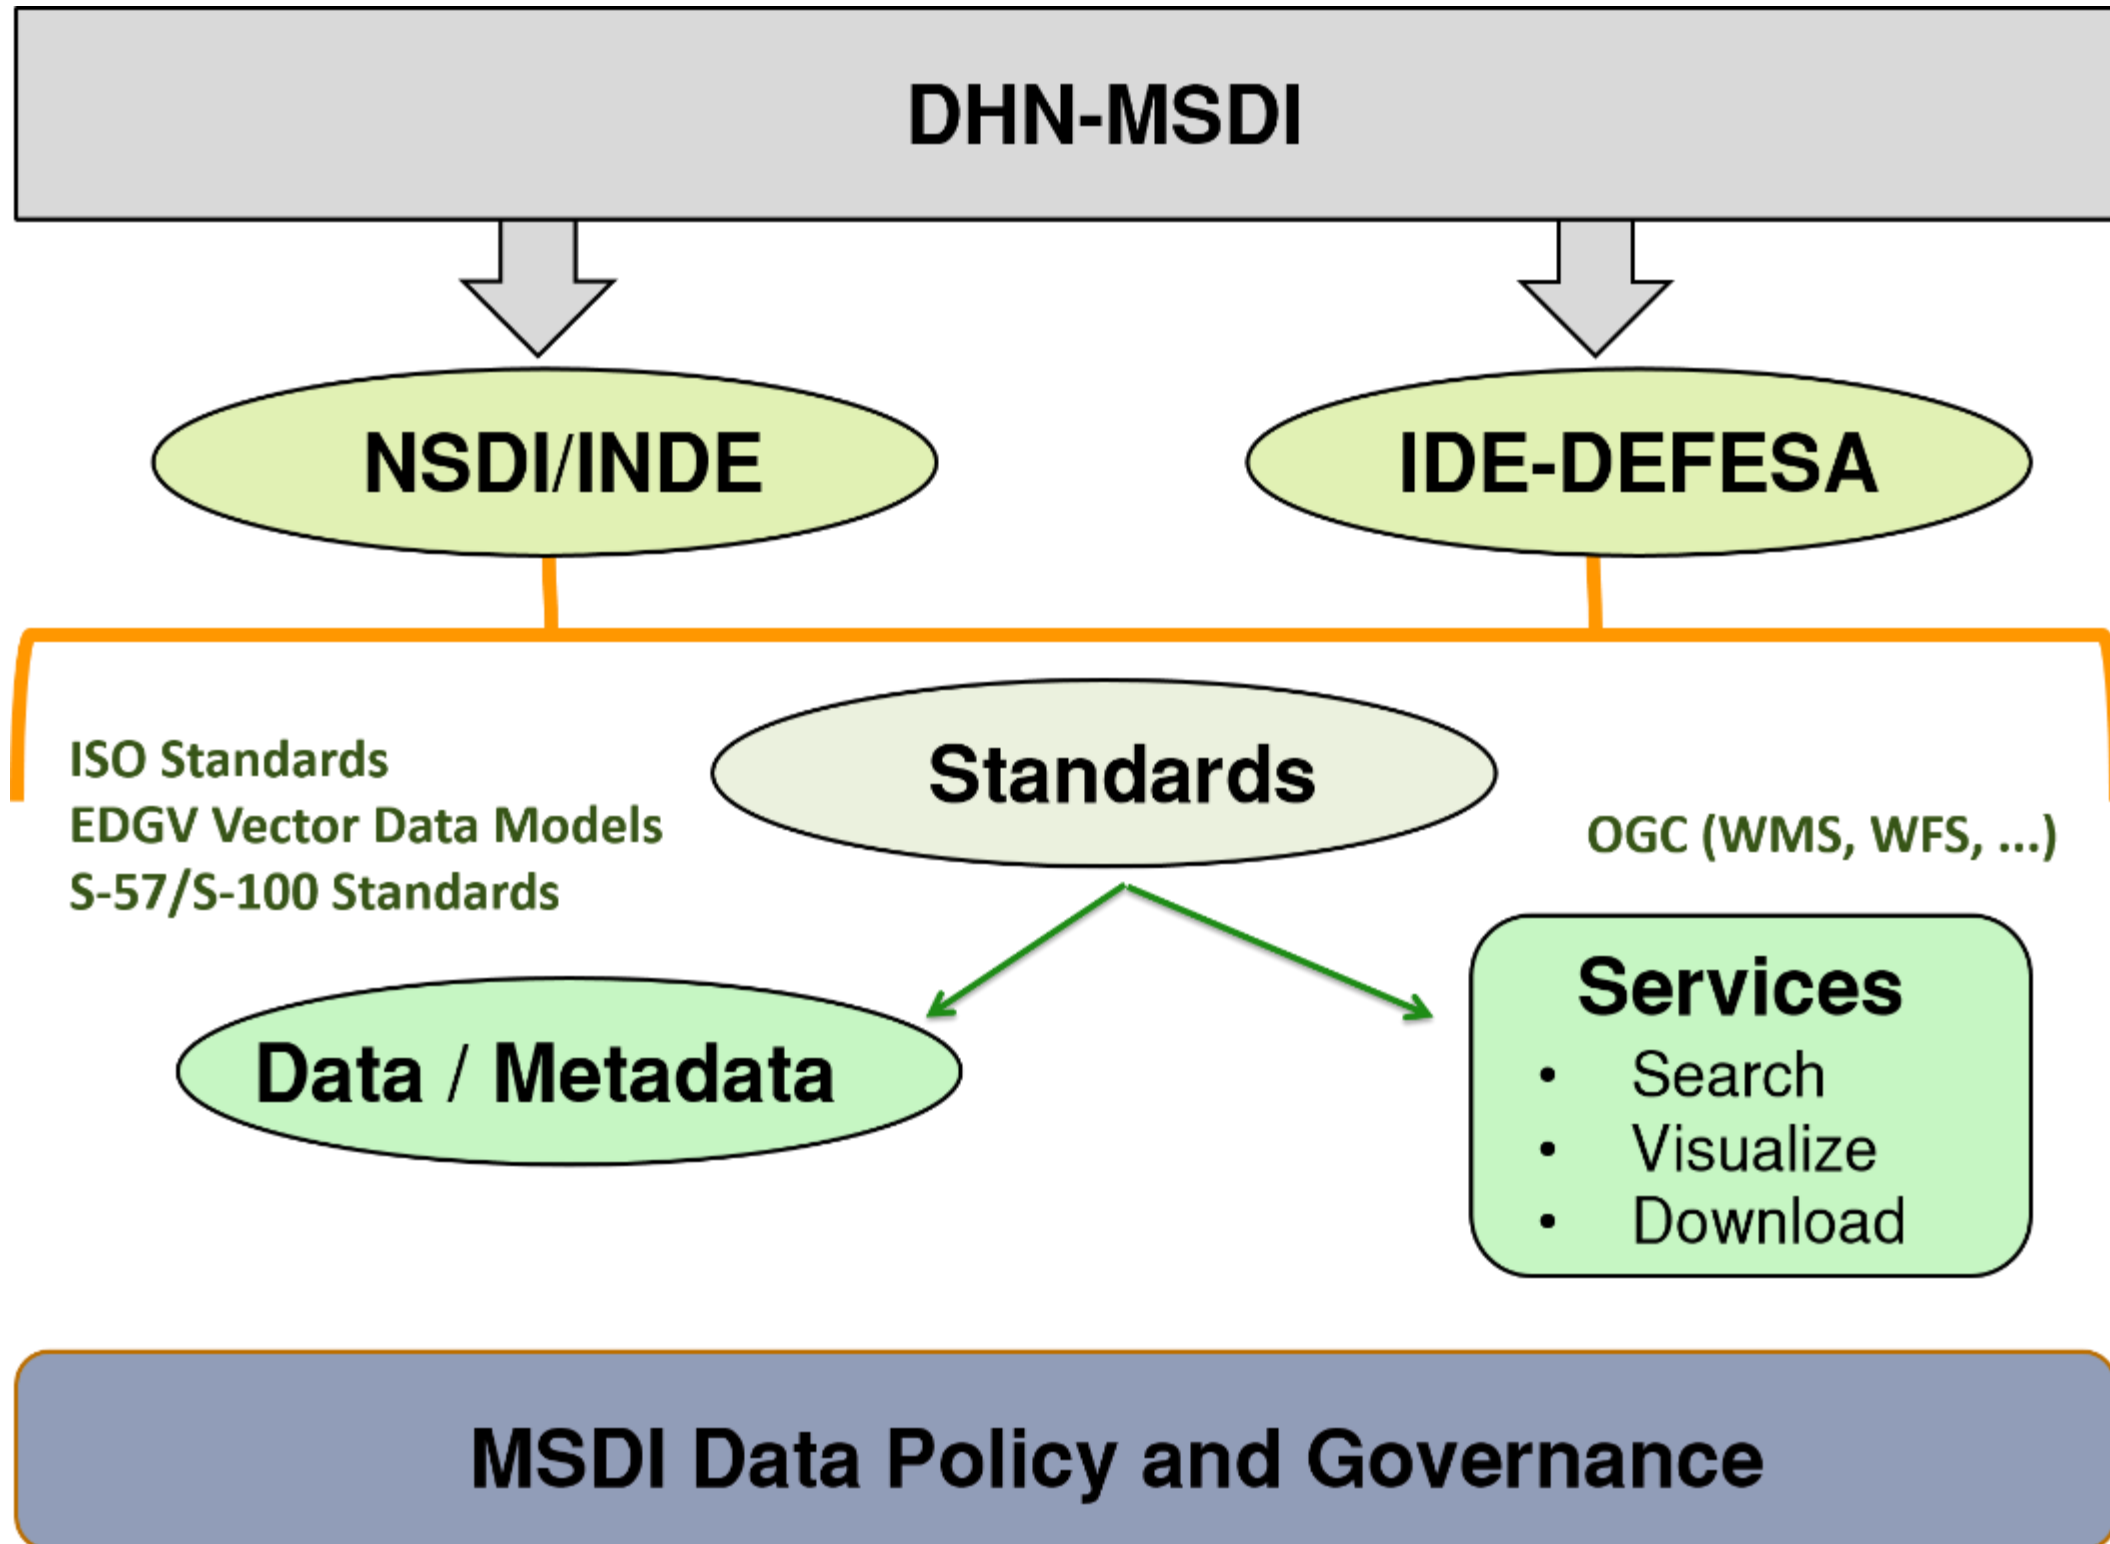 DHN-MSDI
NSDI/INDE
IDE-DEFESA
Standards
ISO Standards
EDGV Vector Data Models
S-57/S-100 Standards
OGC (WMS, WFS, ...)
Data / Metadata
Services
• Search
• Visualize
• Download
MSDI Data Policy and Governance